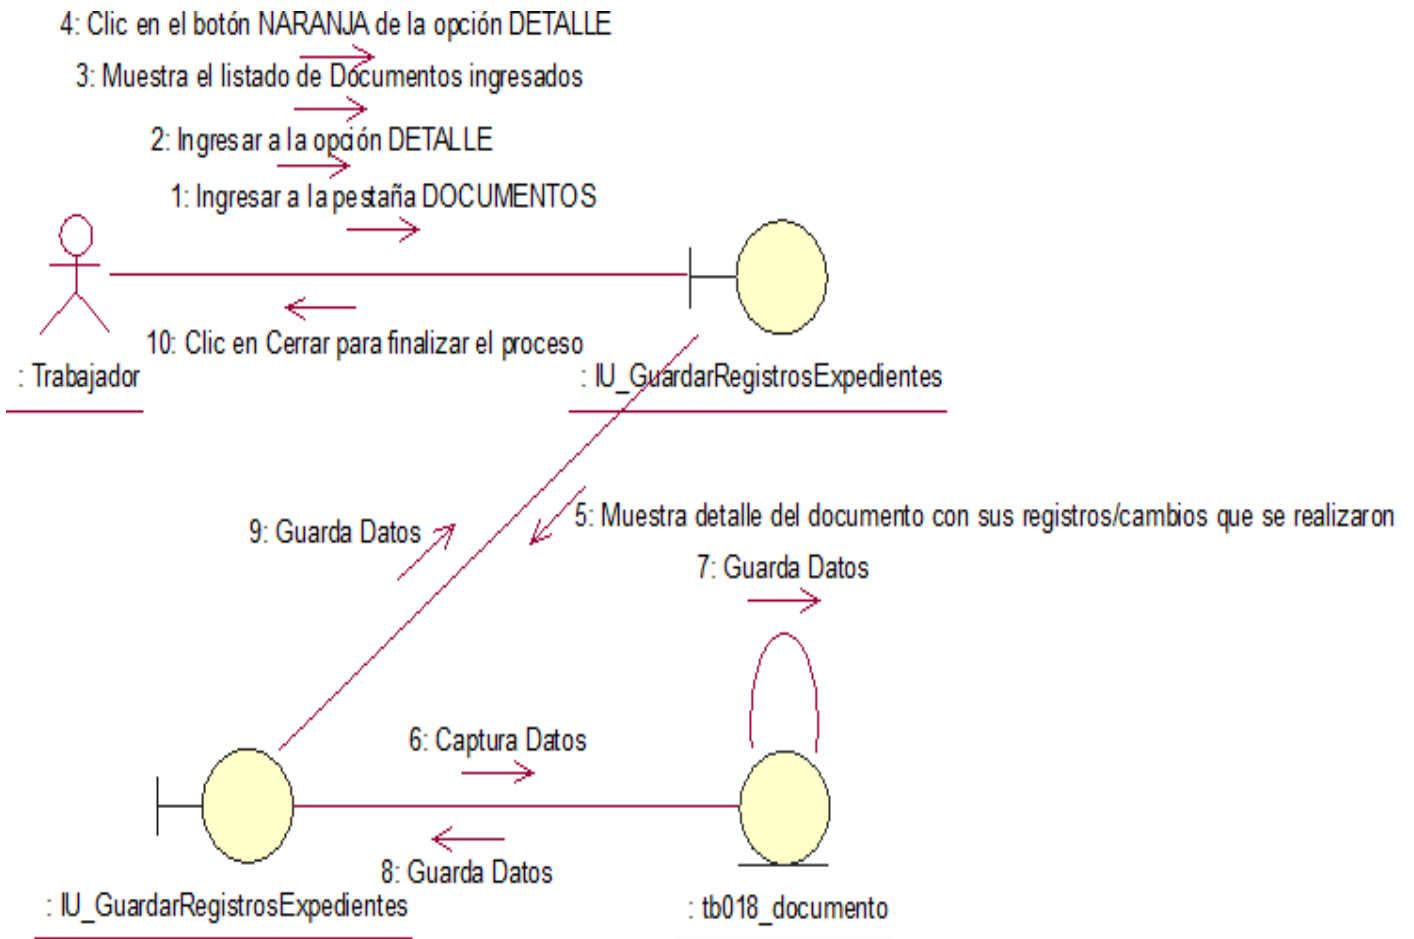 4: Clic en el botón NARANJA de la opción DETALLE
3: Muestra el listado de Documentos ingresados
2: Ingresar a la opción DETALLE
1: Ingresar a la pestaña DOCUMENTOS
10: Clic en Cerrar para finalizar el proceso
: Trabajador
: IU_GuardarRegistrosExpedientes
9: Guarda Datos
5: Muestra detalle del documento con sus registros/cambios que se realizaron
7: Guarda Datos
6: Captura Datos
8: Guarda Datos
: IU_GuardarRegistrosExpedientes
: tb018_documento